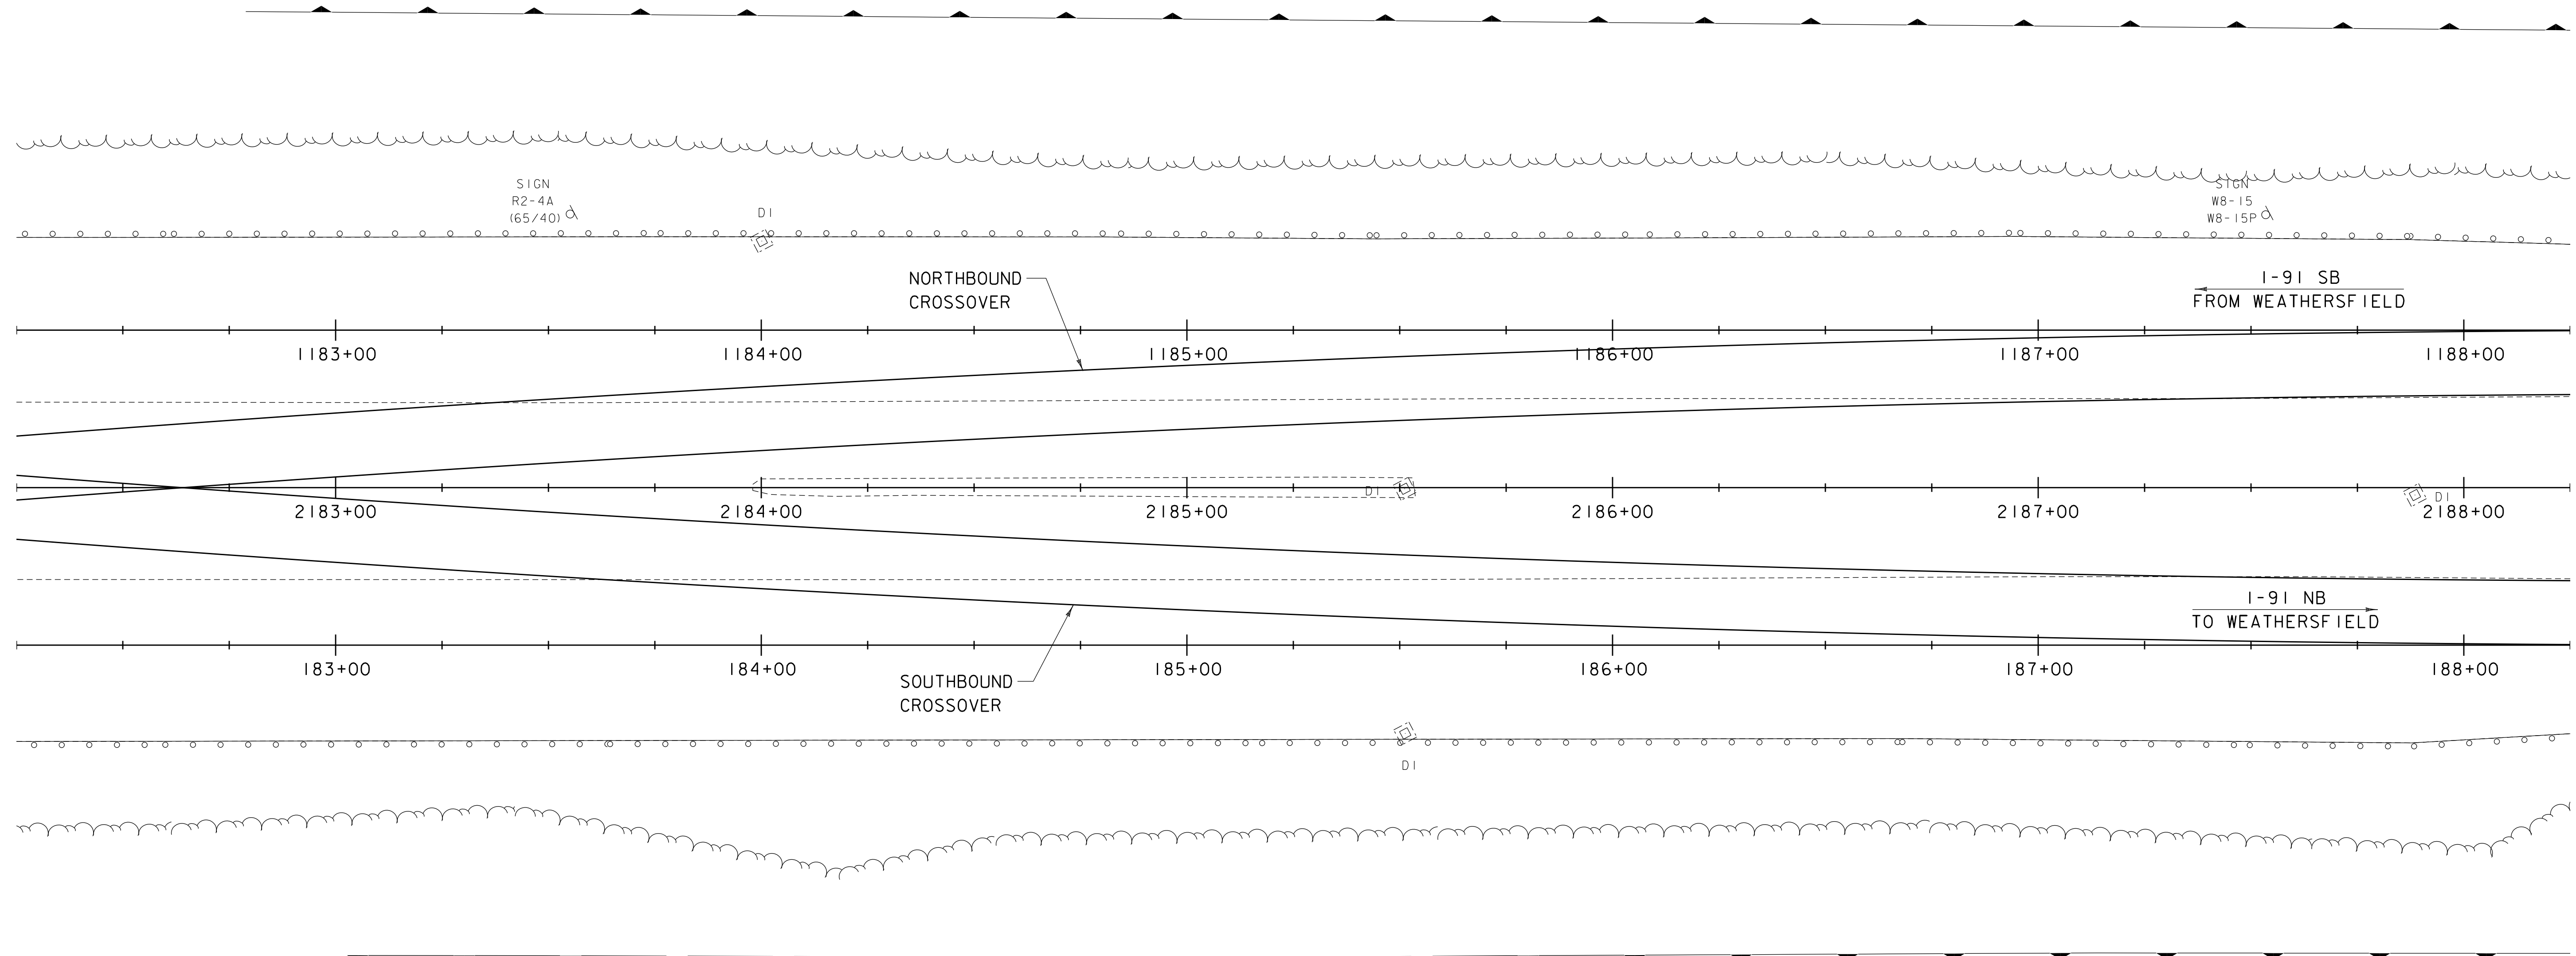 SIGN
R2-4A
(65/40)
DI
SIGN
W8-15
W8-15P
NORTHBOUND
CROSSOVER
I-91 SB
FROM WEATHERSFIELD
1183+00
1184+00
1185+00
1186+00
1187+00
1188+00
DI
DI
2183+00
2184+00
2185+00
2186+00
2187+00
2188+00
I-91 NB
TO WEATHERSFIELD
183+00
184+00
185+00
186+00
187+00
188+00
SOUTHBOUND
CROSSOVER
DI